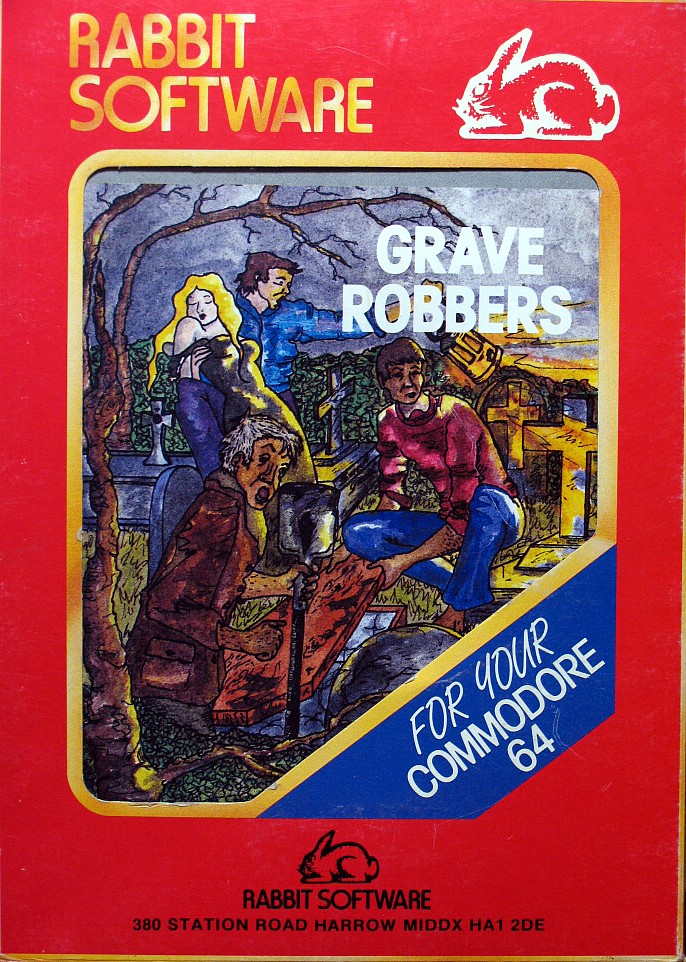 RABBIT
SOFTWARE
GRAVE
ROBBERS
FOR YOUR
COMMODORE
64
RABBIT SOFTWARE
380 STATION ROAD HARROW MIDDX HA1 2DE